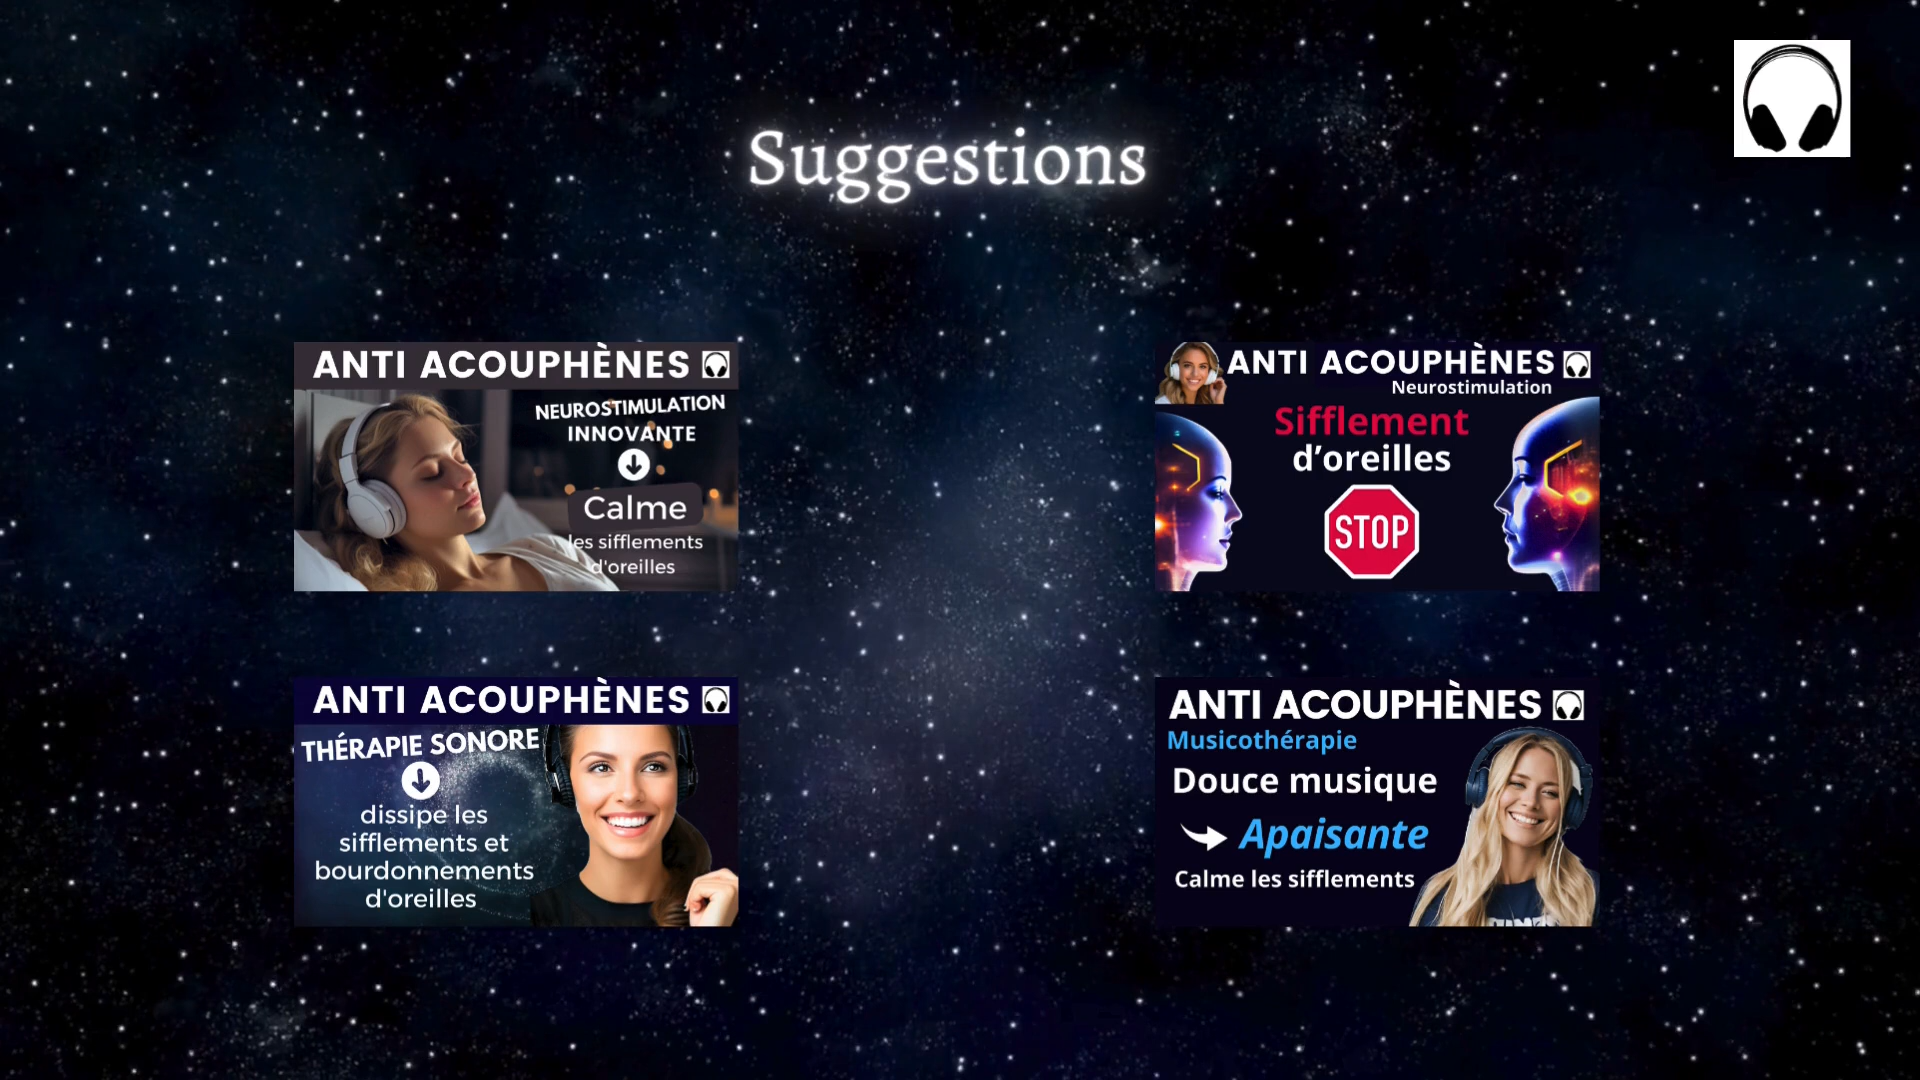 Suggestions
ANTI ACOUPHÈNES
NEUROSTIMULATION
INNOVANTE
Calme
les sifflements
d'oreilles
ANTI ACOUPHÈNES
Neurostimulation
Sifflement
d’oreilles
STOP
ANTI ACOUPHÈNES
THÉRAPIE SONORE
dissipe les
sifflements et
bourdonnements
d'oreilles
ANTI ACOUPHÈNES
Musicothérapie
Douce musique
Apaisante
Calme les sifflements